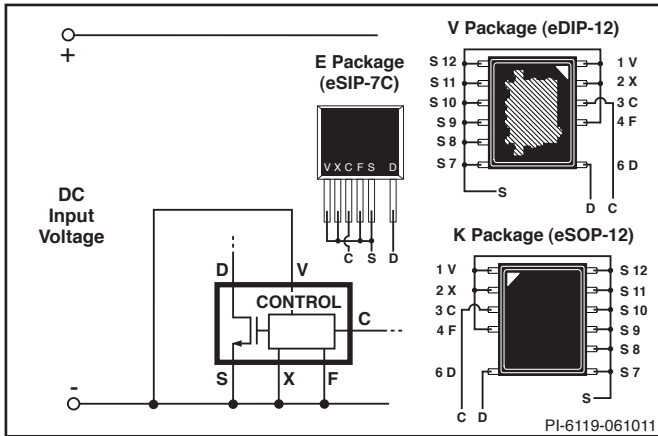 V Package (eDIP-12)
E Package
(eSIP-7C)
+
S 12
S 11
S 10
S 9
S 8
S 7
1 V
2 X
3 C
4 F
6 D
S
D
C
V X C F S D
C S D
DC
Input
Voltage
K Package (eSOP-12)
1 V
2 X
3 C
4 F
6 D
S 12
S 11
S 10
S 9
S 8
S 7
S
C D
D
V
CONTROL
C
S
X
F
-
PI-6119-061011